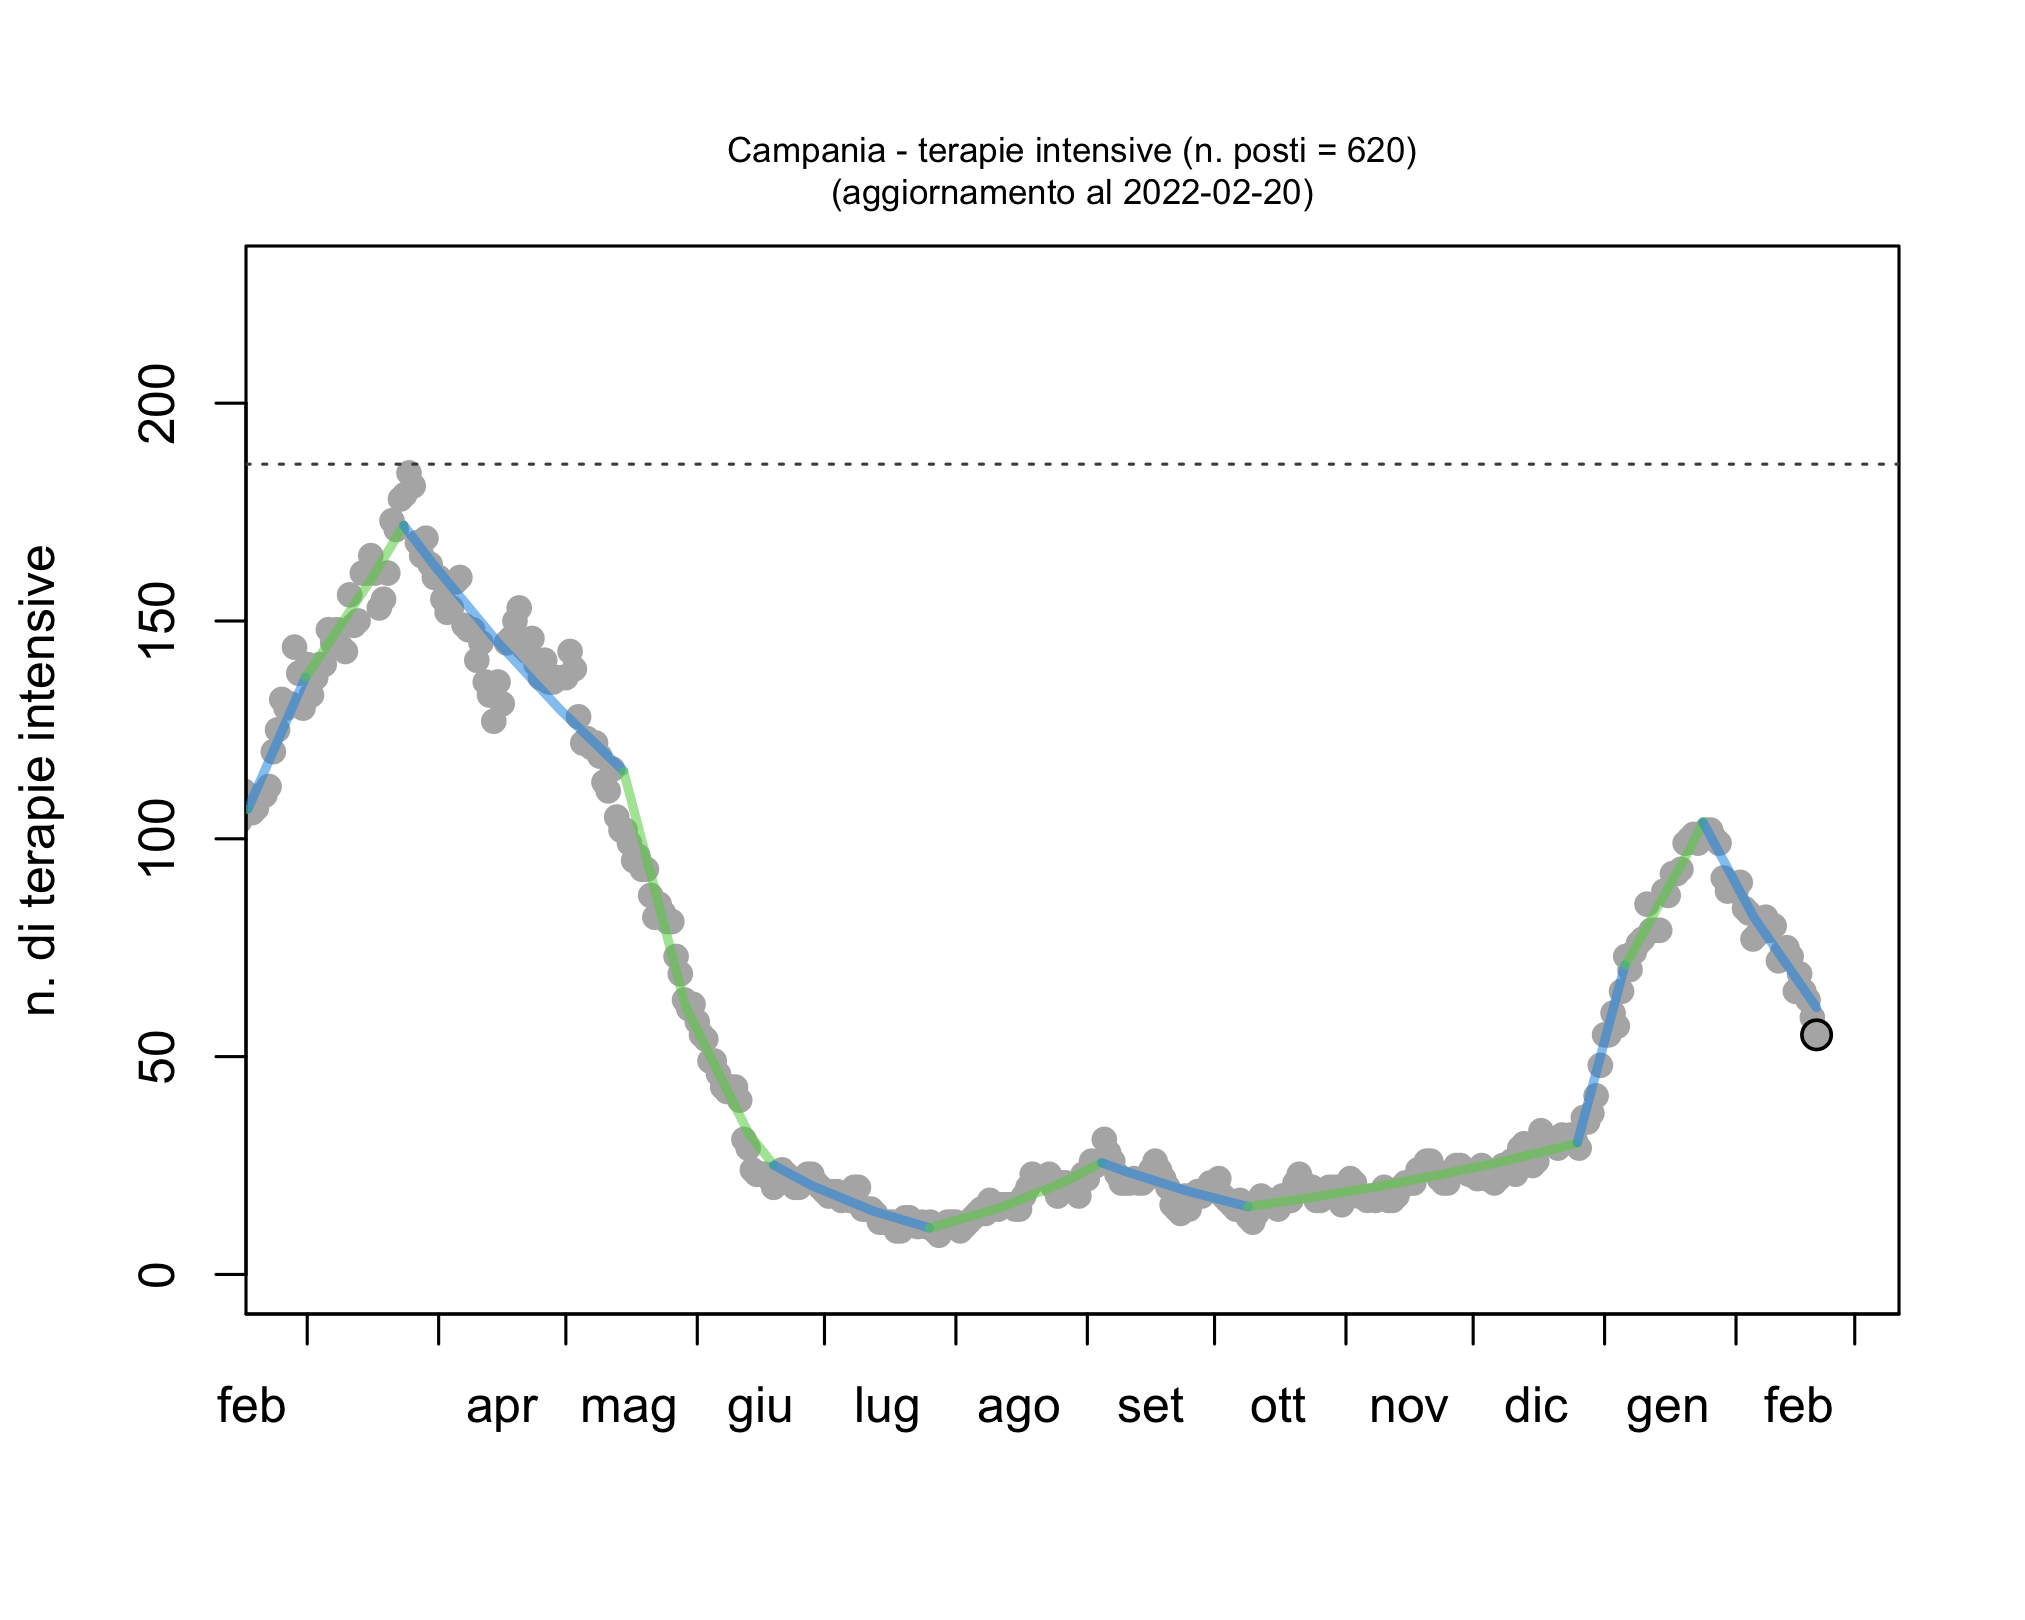 Campania - terapie intensive (n. posti = 620)
(aggiornamento al 2022-02-20)
n. di terapie intensive
200
150
100
50
0
feb apr mag giu lug ago set ott nov dic gen feb